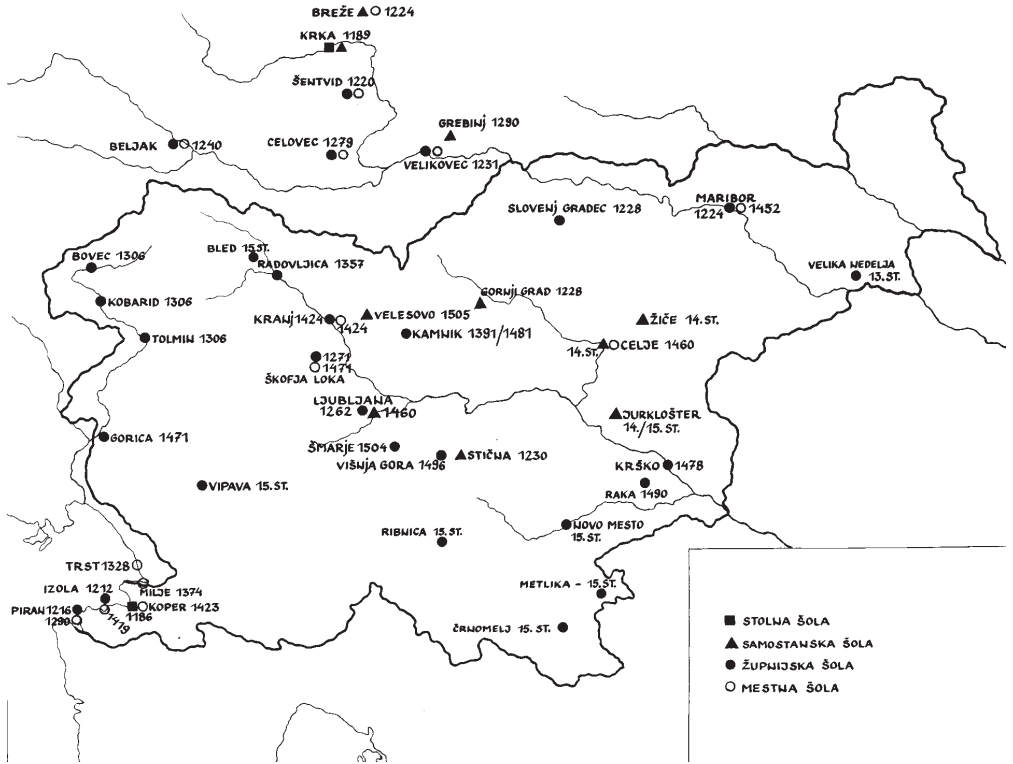 BREŽE 1224
KRKA 1189
ŠENTVID 1220
GREBINJ 1290
BELJAK 1240
CELOVEC 1279
VELIKOVEC 1231
MARIBOR
1224 1452
SLOVENJ GRADEC 1228
BLED 15.ST.
BOVEC 1306
RADOVLJICA 1357
VELIKA NEDELJA
13.ST.
GORNJI GRAD 1228
KOBARID 1306
KRANJ 1424
1424
VELESOVO 1505
ŽIČE 14.ST.
TOLMIN 1306
KAMNIK 1391/1481
14.ST. CELJE 1460
1271
1471
ŠKOFJA LOKA
LJUBLJANA
1262 1460
JURKLOŠTER
14./15.ST.
GORICA 1471
ŠMARJE 1504
VIŠNJA GORA 1496
STIČNA 1230
KRŠKO 1478
VIPAVA 15.ST.
RAKA 1490
NOVO MESTO
15.ST.
RIBNICA 15.ST.
TRST 1328
IZOLA 1212
MILJE 1374
METLIKA - 15.ST.
PIRAN 1216
1290
1419
1186
KOPER 1423
ČRNOMELJ 15.ST.
STOLNA ŠOLA
SAMOSTANSKA ŠOLA
ŽUPNIJSKA ŠOLA
MESTNA ŠOLA